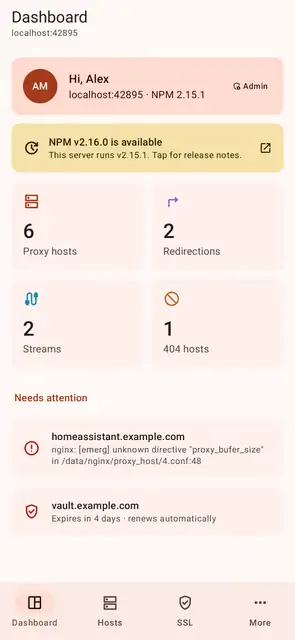 Dashboard
localhost:42895
AM
Hi, Alex
localhost:42895 · NPM 2.15.1
Admin
NPM v2.16.0 is available
This server runs v2.15.1. Tap for release notes.
6
Proxy hosts
2
Redirections
2
Streams
1
404 hosts
Needs attention
homeassistant.example.com
nginx: [emerg] unknown directive "proxy_bufer_size"
in /data/nginx/proxy_host/4.conf:48
vault.example.com
Expires in 4 days · renews automatically
Dashboard
Hosts
SSL
More